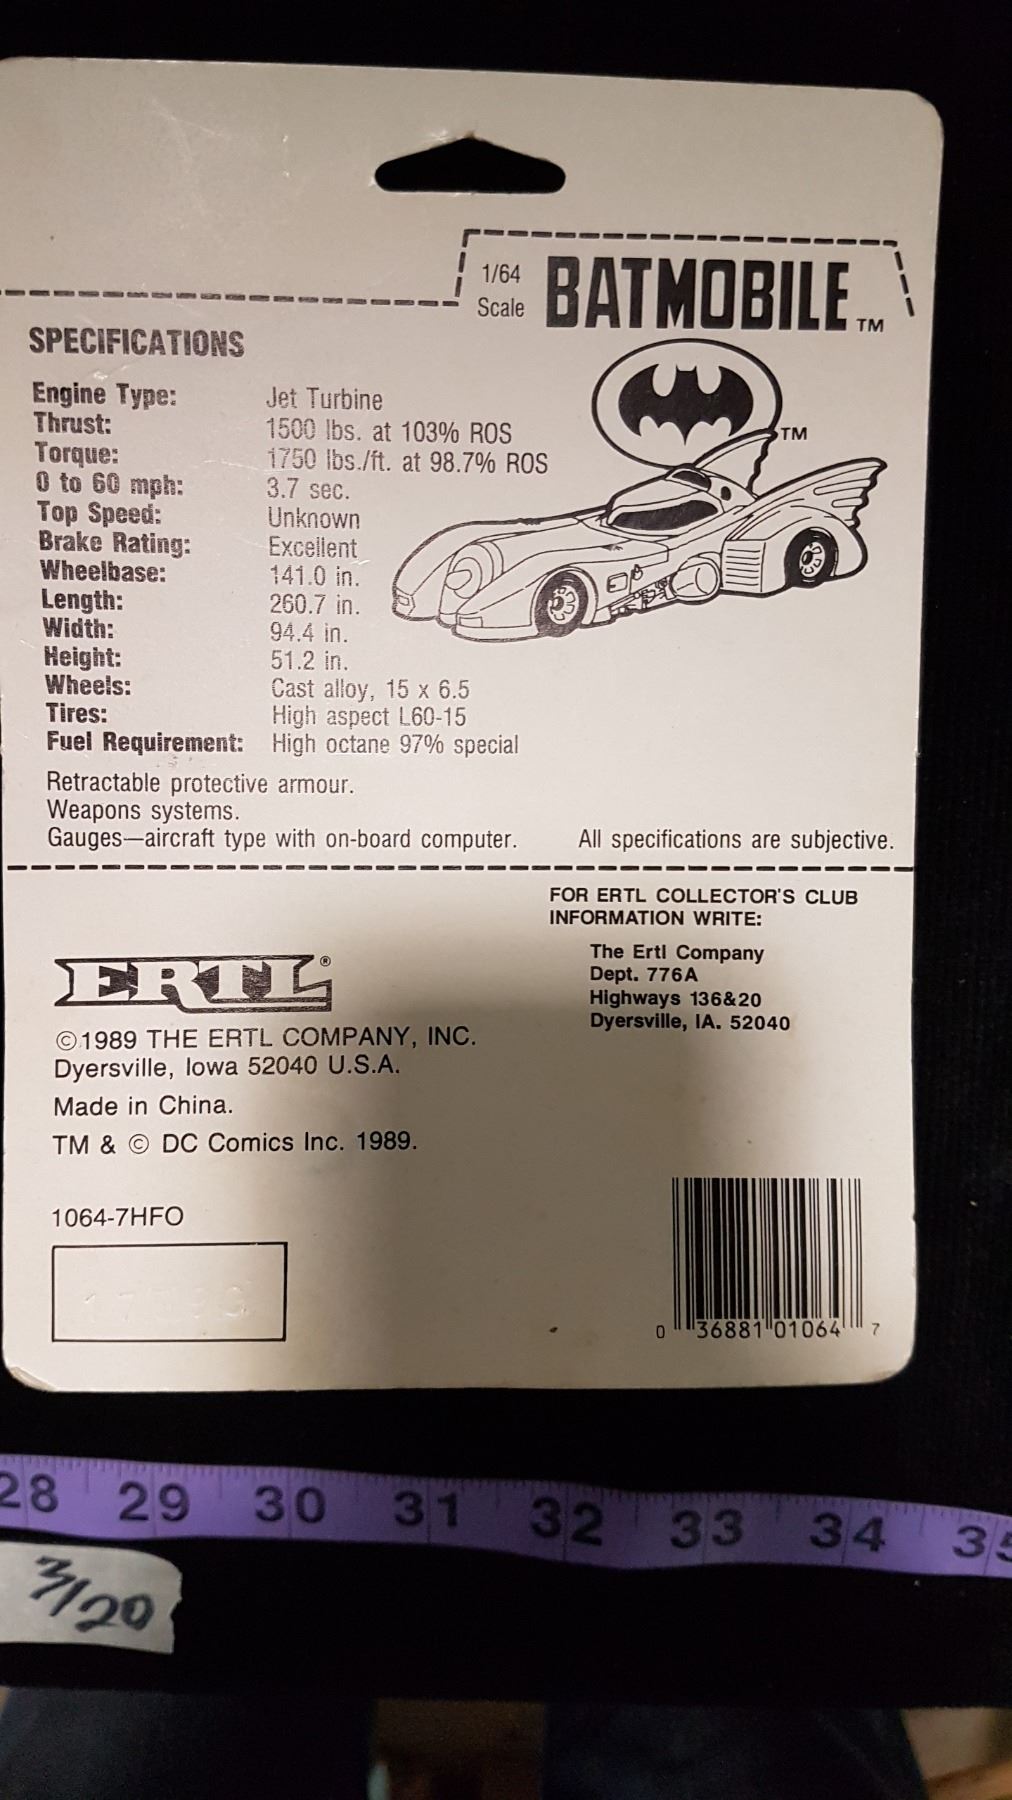 1/64
Scale
BATMOBILE TM
SPECIFICATIONS
TM
Engine Type: Jet Turbine
Thrust: 1500 lbs. at 103% ROS
Torque: 1750 lbs./ft. at 98.7% ROS
0 to 60 mph: 3.7 sec.
Top Speed: Unknown
Brake Rating: Excellent
Wheelbase: 141.0 in.
Length: 260.7 in.
Width: 94.4 in.
Height: 51.2 in.
Wheels: Cast alloy, 15 x 6.5
Tires: High aspect L60-15
Fuel Requirement: High octane 97% special
Retractable protective armour.
Weapons systems.
Gauges—aircraft type with on-board computer.
All specifications are subjective.
FOR ERTL COLLECTOR'S CLUB
INFORMATION WRITE:
The Ertl Company
Dept. 776A
Highways 136&20
Dyersville, IA. 52040
ERTL®
©1989 THE ERTL COMPANY, INC.
Dyersville, Iowa 52040 U.S.A.
Made in China.
TM & © DC Comics Inc. 1989.
1064-7HFO
0 36881 01064 7
28 29 30 31 32 33 34 35
3/20